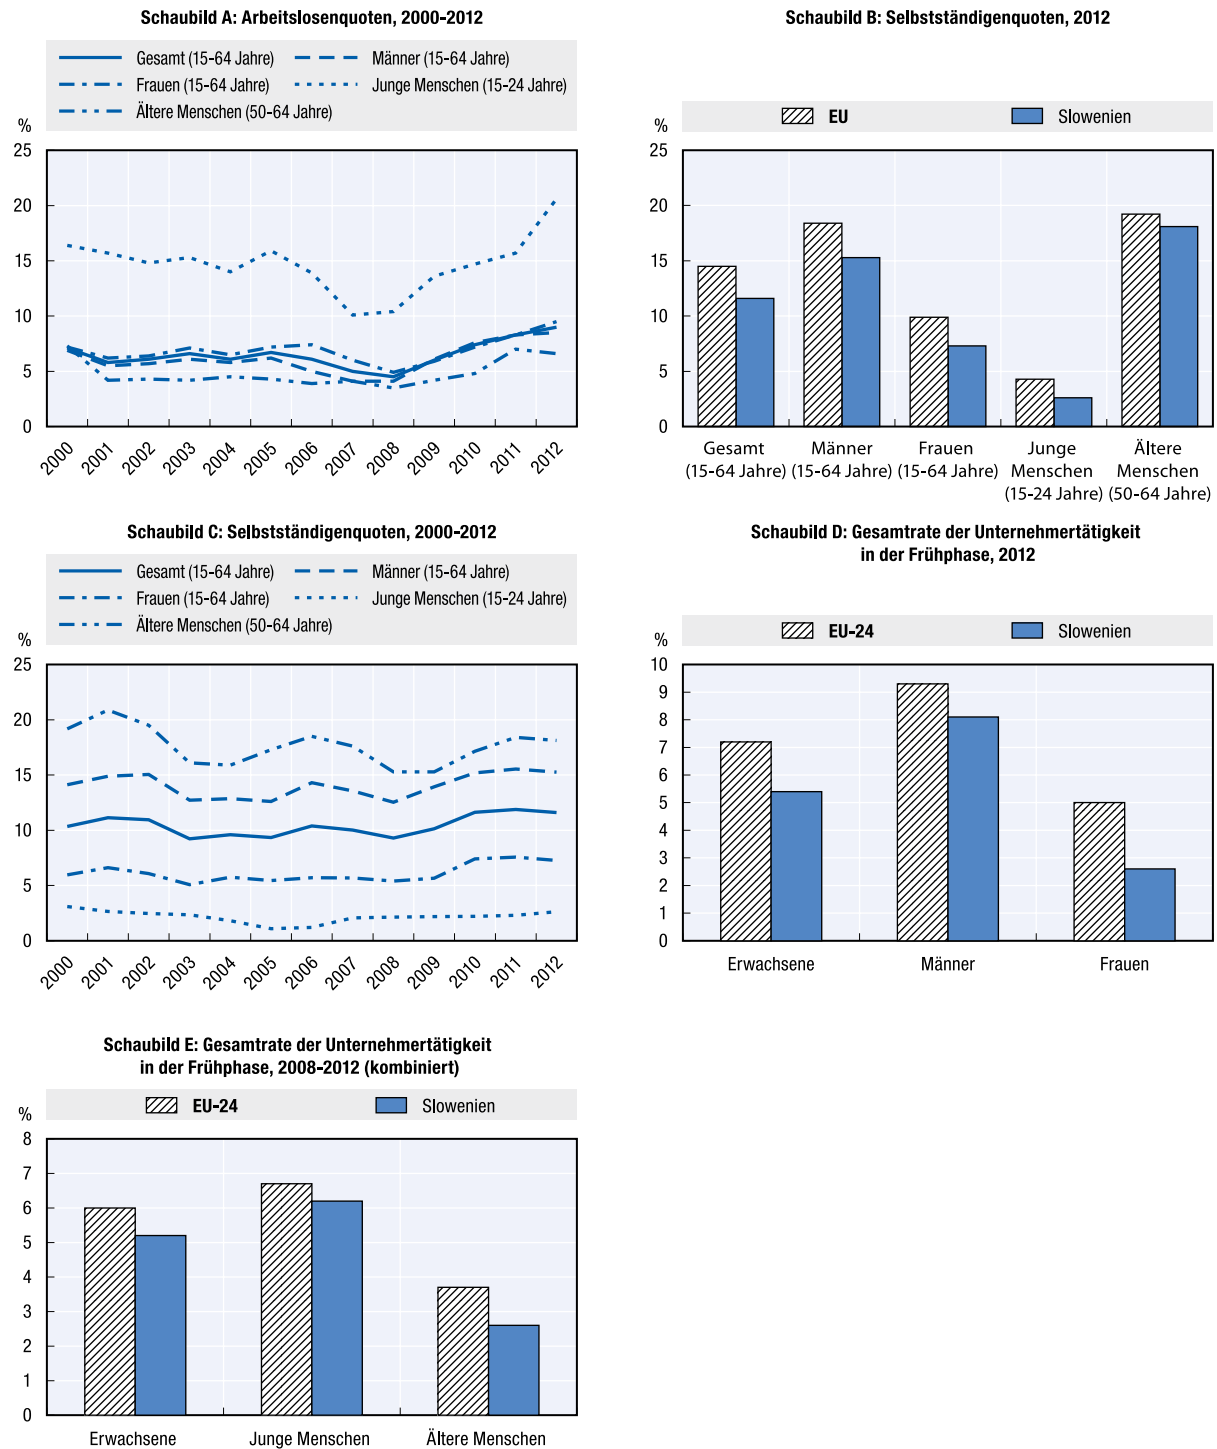 Schaubild A: Arbeitslosenquoten, 2000-2012
Gesamt (15-64 Jahre)
Männer (15-64 Jahre)
Frauen (15-64 Jahre)
Junge Menschen (15-24 Jahre)
Ältere Menschen (50-64 Jahre)
%
25
20
15
10
5
0
2000
2001
2002
2003
2004
2005
2006
2007
2008
2009
2010
2011
2012
Schaubild B: Selbstständigenquoten, 2012
EU
Slowenien
%
25
20
15
10
5
0
Gesamt
(15-64 Jahre)
Männer
(15-64 Jahre)
Frauen
(15-64 Jahre)
Junge
Menschen
(15-24 Jahre)
Ältere
Menschen
(50-64 Jahre)
Schaubild C: Selbstständigenquoten, 2000-2012
Gesamt (15-64 Jahre)
Männer (15-64 Jahre)
Frauen (15-64 Jahre)
Junge Menschen (15-24 Jahre)
Ältere Menschen (50-64 Jahre)
%
25
20
15
10
5
0
2000
2001
2002
2003
2004
2005
2006
2007
2008
2009
2010
2011
2012
Schaubild D: Gesamtrate der Unternehmertätigkeit
in der Frühphase, 2012
EU-24
Slowenien
%
10
9
8
7
6
5
4
3
2
1
0
Erwachsene
Männer
Frauen
Schaubild E: Gesamtrate der Unternehmertätigkeit
in der Frühphase, 2008-2012 (kombiniert)
EU-24
Slowenien
%
8
7
6
5
4
3
2
1
0
Erwachsene
Junge Menschen
Ältere Menschen